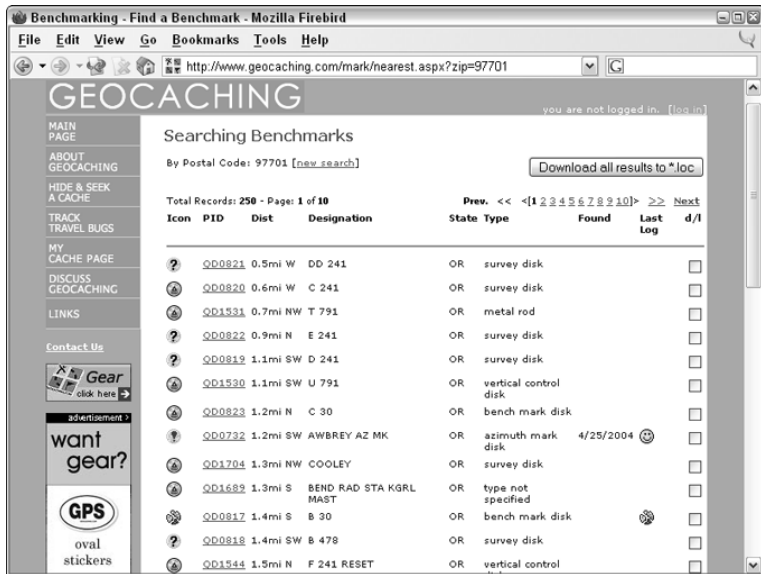 Benchmarking - Find a Benchmark - Mozilla Firebird
File Edit View Go Bookmarks Tools Help
http://www.geocaching.com/mark/nearest.aspx?zip=97701
G
GEOCACHING
you are not logged in. [log in]
MAIN PAGE
ABOUT GEOCACHING
HIDE & SEEK A CACHE
TRACK TRAVEL BUGS
MY CACHE PAGE
DISCUSS GEOCACHING
LINKS
Contact Us
Gear
click here
advertisement >
want
gear?
GPS
oval
stickers
Searching Benchmarks
By Postal Code: 97701 [new search]
Download all results to *.loc
Total Records: 250 - Page: 1 of 10
Prev. << <[1 2 3 4 5 6 7 8 9 10]> >> Next
Icon PID Dist Designation State Type Found Last Log d/l
? QD0821 0.5mi W DD 241 OR survey disk
QD0820 0.6mi W C 241 OR survey disk
QD1531 0.7mi NW T 791 OR metal rod
? QD0822 0.9mi N E 241 OR survey disk
? QD0819 1.1mi SW D 241 OR survey disk
QD1530 1.1mi SW U 791 OR vertical control disk
QD0823 1.2mi N C 30 OR bench mark disk
QD0732 1.2mi SW AWBREY AZ MK OR azimuth mark disk 4/25/2004
QD1704 1.3mi NW COOLEY OR survey disk
QD1689 1.3mi S BEND RAD STA KGRL MAST OR type not specified
QD0817 1.4mi S B 30 OR bench mark disk
? QD0818 1.4mi SW B 478 OR survey disk
QD1544 1.5mi N F 241 RESET OR vertical control